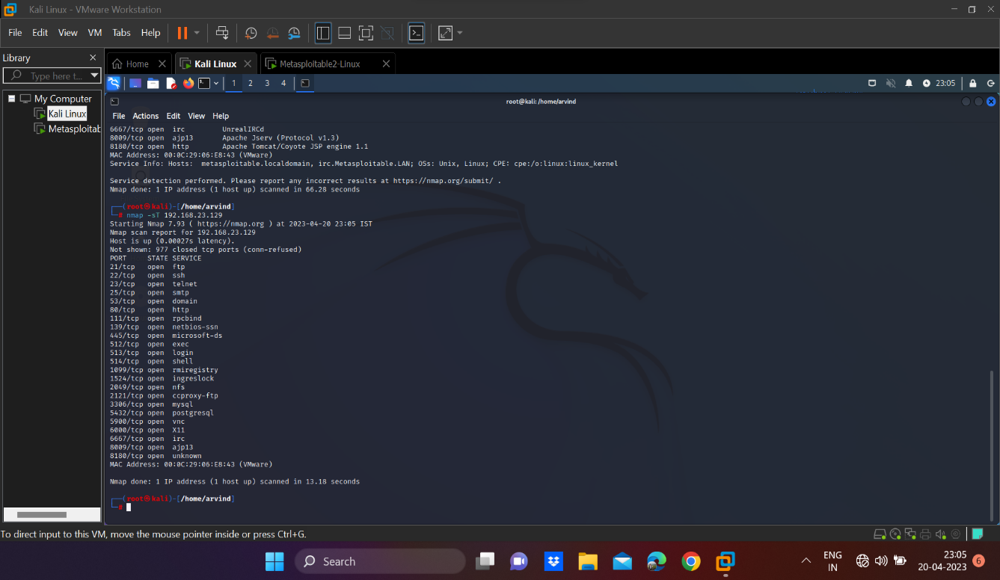 Kali Linux - VMware Workstation
File Edit View VM Tabs Help
Library
Home Kali Linux Metasploitable2-Linux
Type here t...
1 2 3 4 23:05
My Computer
Kali Linux
Metasploitab
root@kali: /home/arvind
File Actions Edit View Help
6667/tcp open irc UnrealIRCd
8009/tcp open ajp13 Apache Jserv (Protocol v1.3)
8180/tcp open http Apache Tomcat/Coyote JSP engine 1.1
MAC Address: 00:0C:29:06:E8:43 (VMware)
Service Info: Hosts: metasploitable.localdomain, irc.Metasploitable.LAN; OSs: Unix, Linux; CPE: cpe:/o:linux:linux_kernel
Service detection performed. Please report any incorrect results at https://nmap.org/submit/ .
Nmap done: 1 IP address (1 host up) scanned in 66.28 seconds
(root㉿kali)-[/home/arvind]
# nmap -sT 192.168.23.129
Starting Nmap 7.93 ( https://nmap.org ) at 2023-04-20 23:05 IST
Nmap scan report for 192.168.23.129
Host is up (0.00027s latency).
Not shown: 977 closed tcp ports (conn-refused)
PORT STATE SERVICE
21/tcp open ftp
22/tcp open ssh
23/tcp open telnet
25/tcp open smtp
53/tcp open domain
80/tcp open http
111/tcp open rpcbind
139/tcp open netbios-ssn
445/tcp open microsoft-ds
512/tcp open exec
513/tcp open login
514/tcp open shell
1099/tcp open rmiregistry
1524/tcp open ingreslock
2049/tcp open nfs
2121/tcp open ccproxy-ftp
3306/tcp open mysql
5432/tcp open postgresql
5900/tcp open vnc
6000/tcp open X11
6667/tcp open irc
8009/tcp open ajp13
8180/tcp open unknown
MAC Address: 00:0C:29:06:E8:43 (VMware)
Nmap done: 1 IP address (1 host up) scanned in 13.18 seconds
(root㉿kali)-[/home/arvind]
#
To direct input to this VM, move the mouse pointer inside or press Ctrl+G.
Search
ENG
IN
23:05
20-04-2023
6